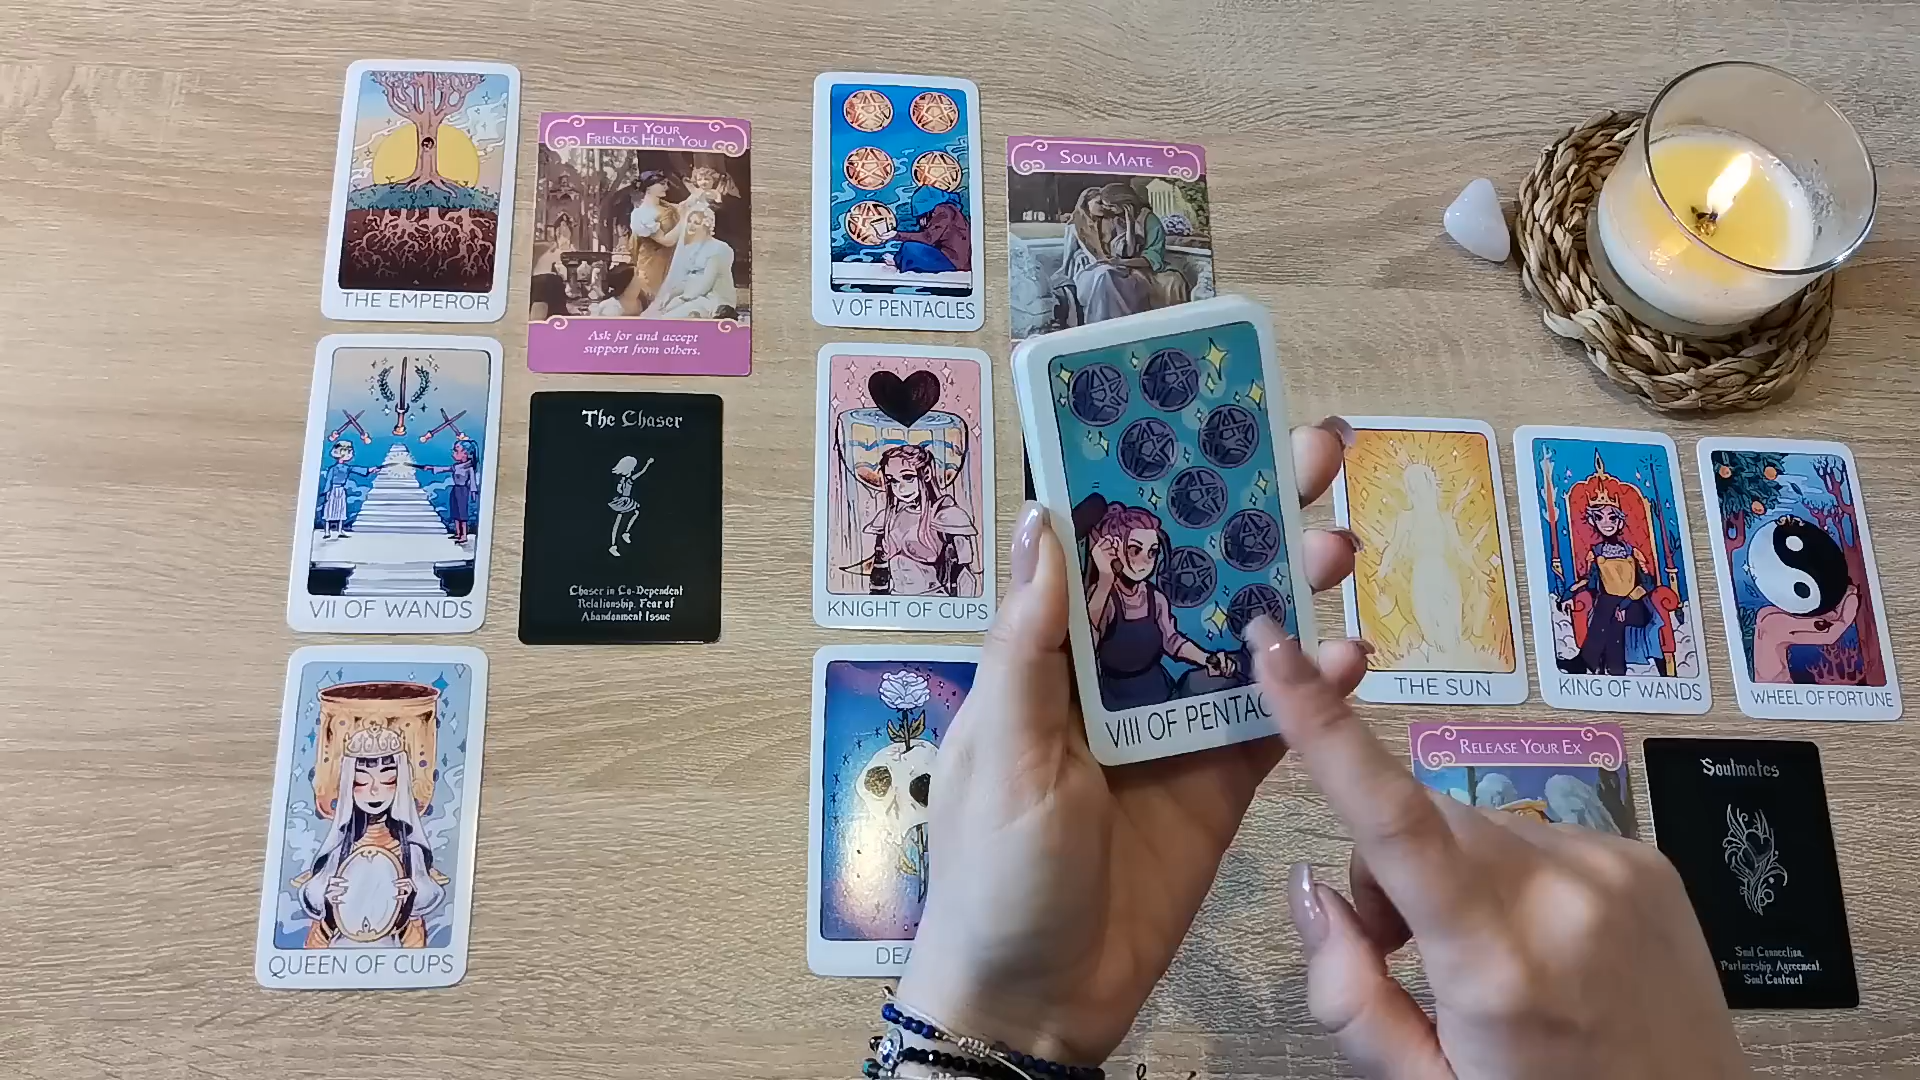 THE EMPEROR
LET YOUR
FRIENDS HELP YOU
Ask for and accept
support from others.
V OF PENTACLES
SOUL MATE
VII OF WANDS
The Chaser
Chaser in Co-Dependent
Relationship, Fear of
Abandonment Issue
KNIGHT OF CUPS
VIII OF PENTAC
THE SUN
KING OF WANDS
WHEEL OF FORTUNE
QUEEN OF CUPS
DEA
RELEASE YOUR EX
Soulmates
Soul Connection,
Partnership, Agreement,
Soul Contract